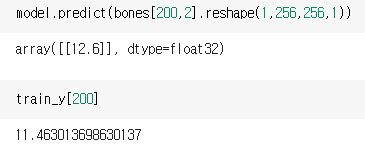 model.predict(bones[200,2].reshape(1,256,256,1))
array([[12.6]], dtype=float32)
train_y[200]
11.463013698630137